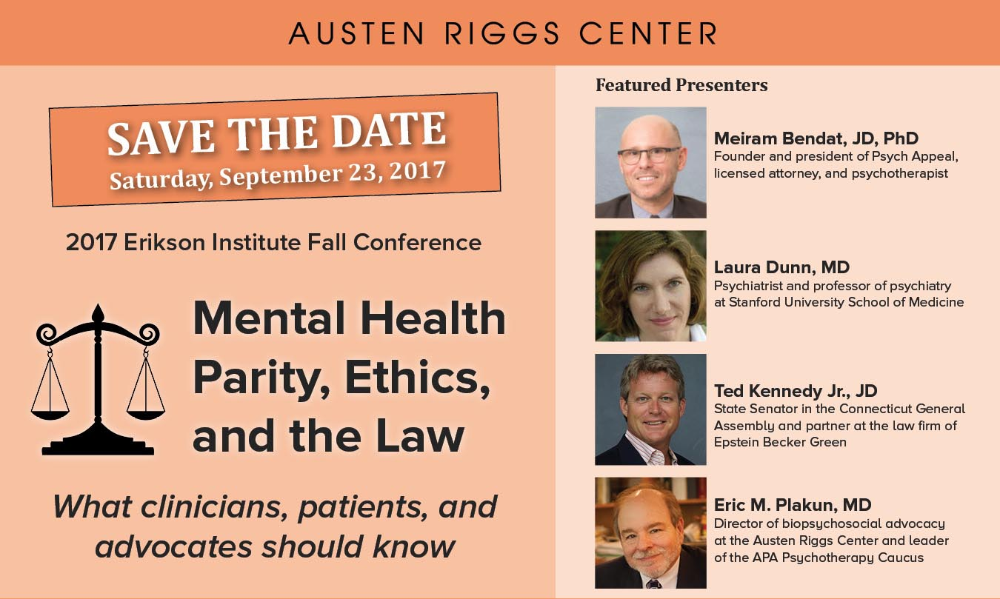 AUSTEN RIGGS CENTER
SAVE THE DATE
Saturday, September 23, 2017
2017 Erikson Institute Fall Conference
Mental Health
Parity, Ethics,
and the Law
What clinicians, patients, and
advocates should know
Featured Presenters
Meiram Bendat, JD, PhD
Founder and president of Psych Appeal,
licensed attorney, and psychotherapist
Laura Dunn, MD
Psychiatrist and professor of psychiatry
at Stanford University School of Medicine
Ted Kennedy Jr., JD
State Senator in the Connecticut General
Assembly and partner at the law firm of
Epstein Becker Green
Eric M. Plakun, MD
Director of biopsychosocial advocacy
at the Austen Riggs Center and leader
of the APA Psychotherapy Caucus